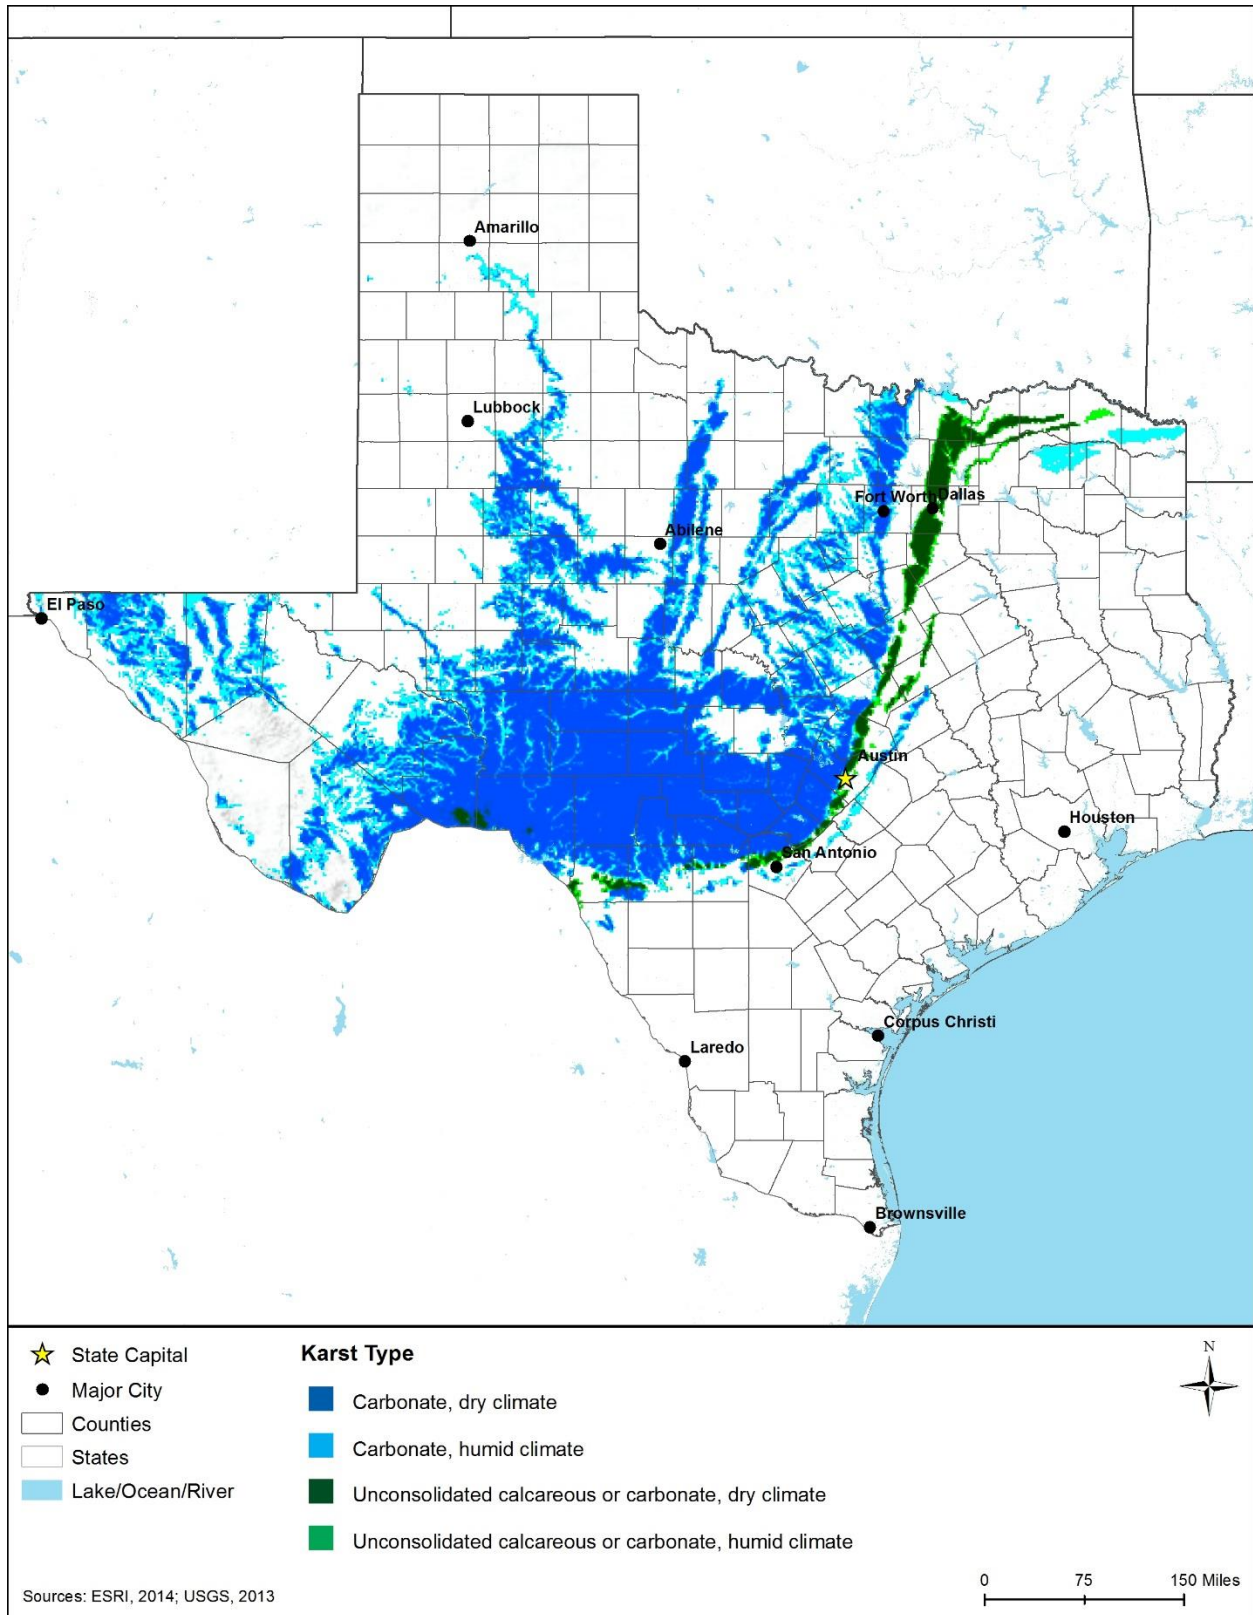 Amarillo
Lubbock
Fort Worth
Dallas
Abilene
El Paso
Austin
Houston
San Antonio
Corpus Christi
Laredo
Brownsville
State Capital
Major City
Counties
States
Lake/Ocean/River
Karst Type
Carbonate, dry climate
Carbonate, humid climate
Unconsolidated calcareous or carbonate, dry climate
Unconsolidated calcareous or carbonate, humid climate
N
0 75 150 Miles
Sources: ESRI, 2014; USGS, 2013